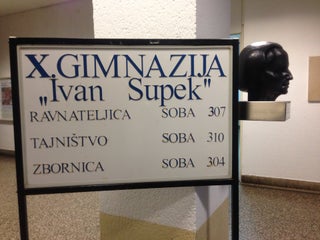 X.GIMNAZIJA
"Ivan Supek"
RAVNATELJICA SOBA 307
TAJNIŠTVO SOBA 310
ZBORNICA SOBA 304